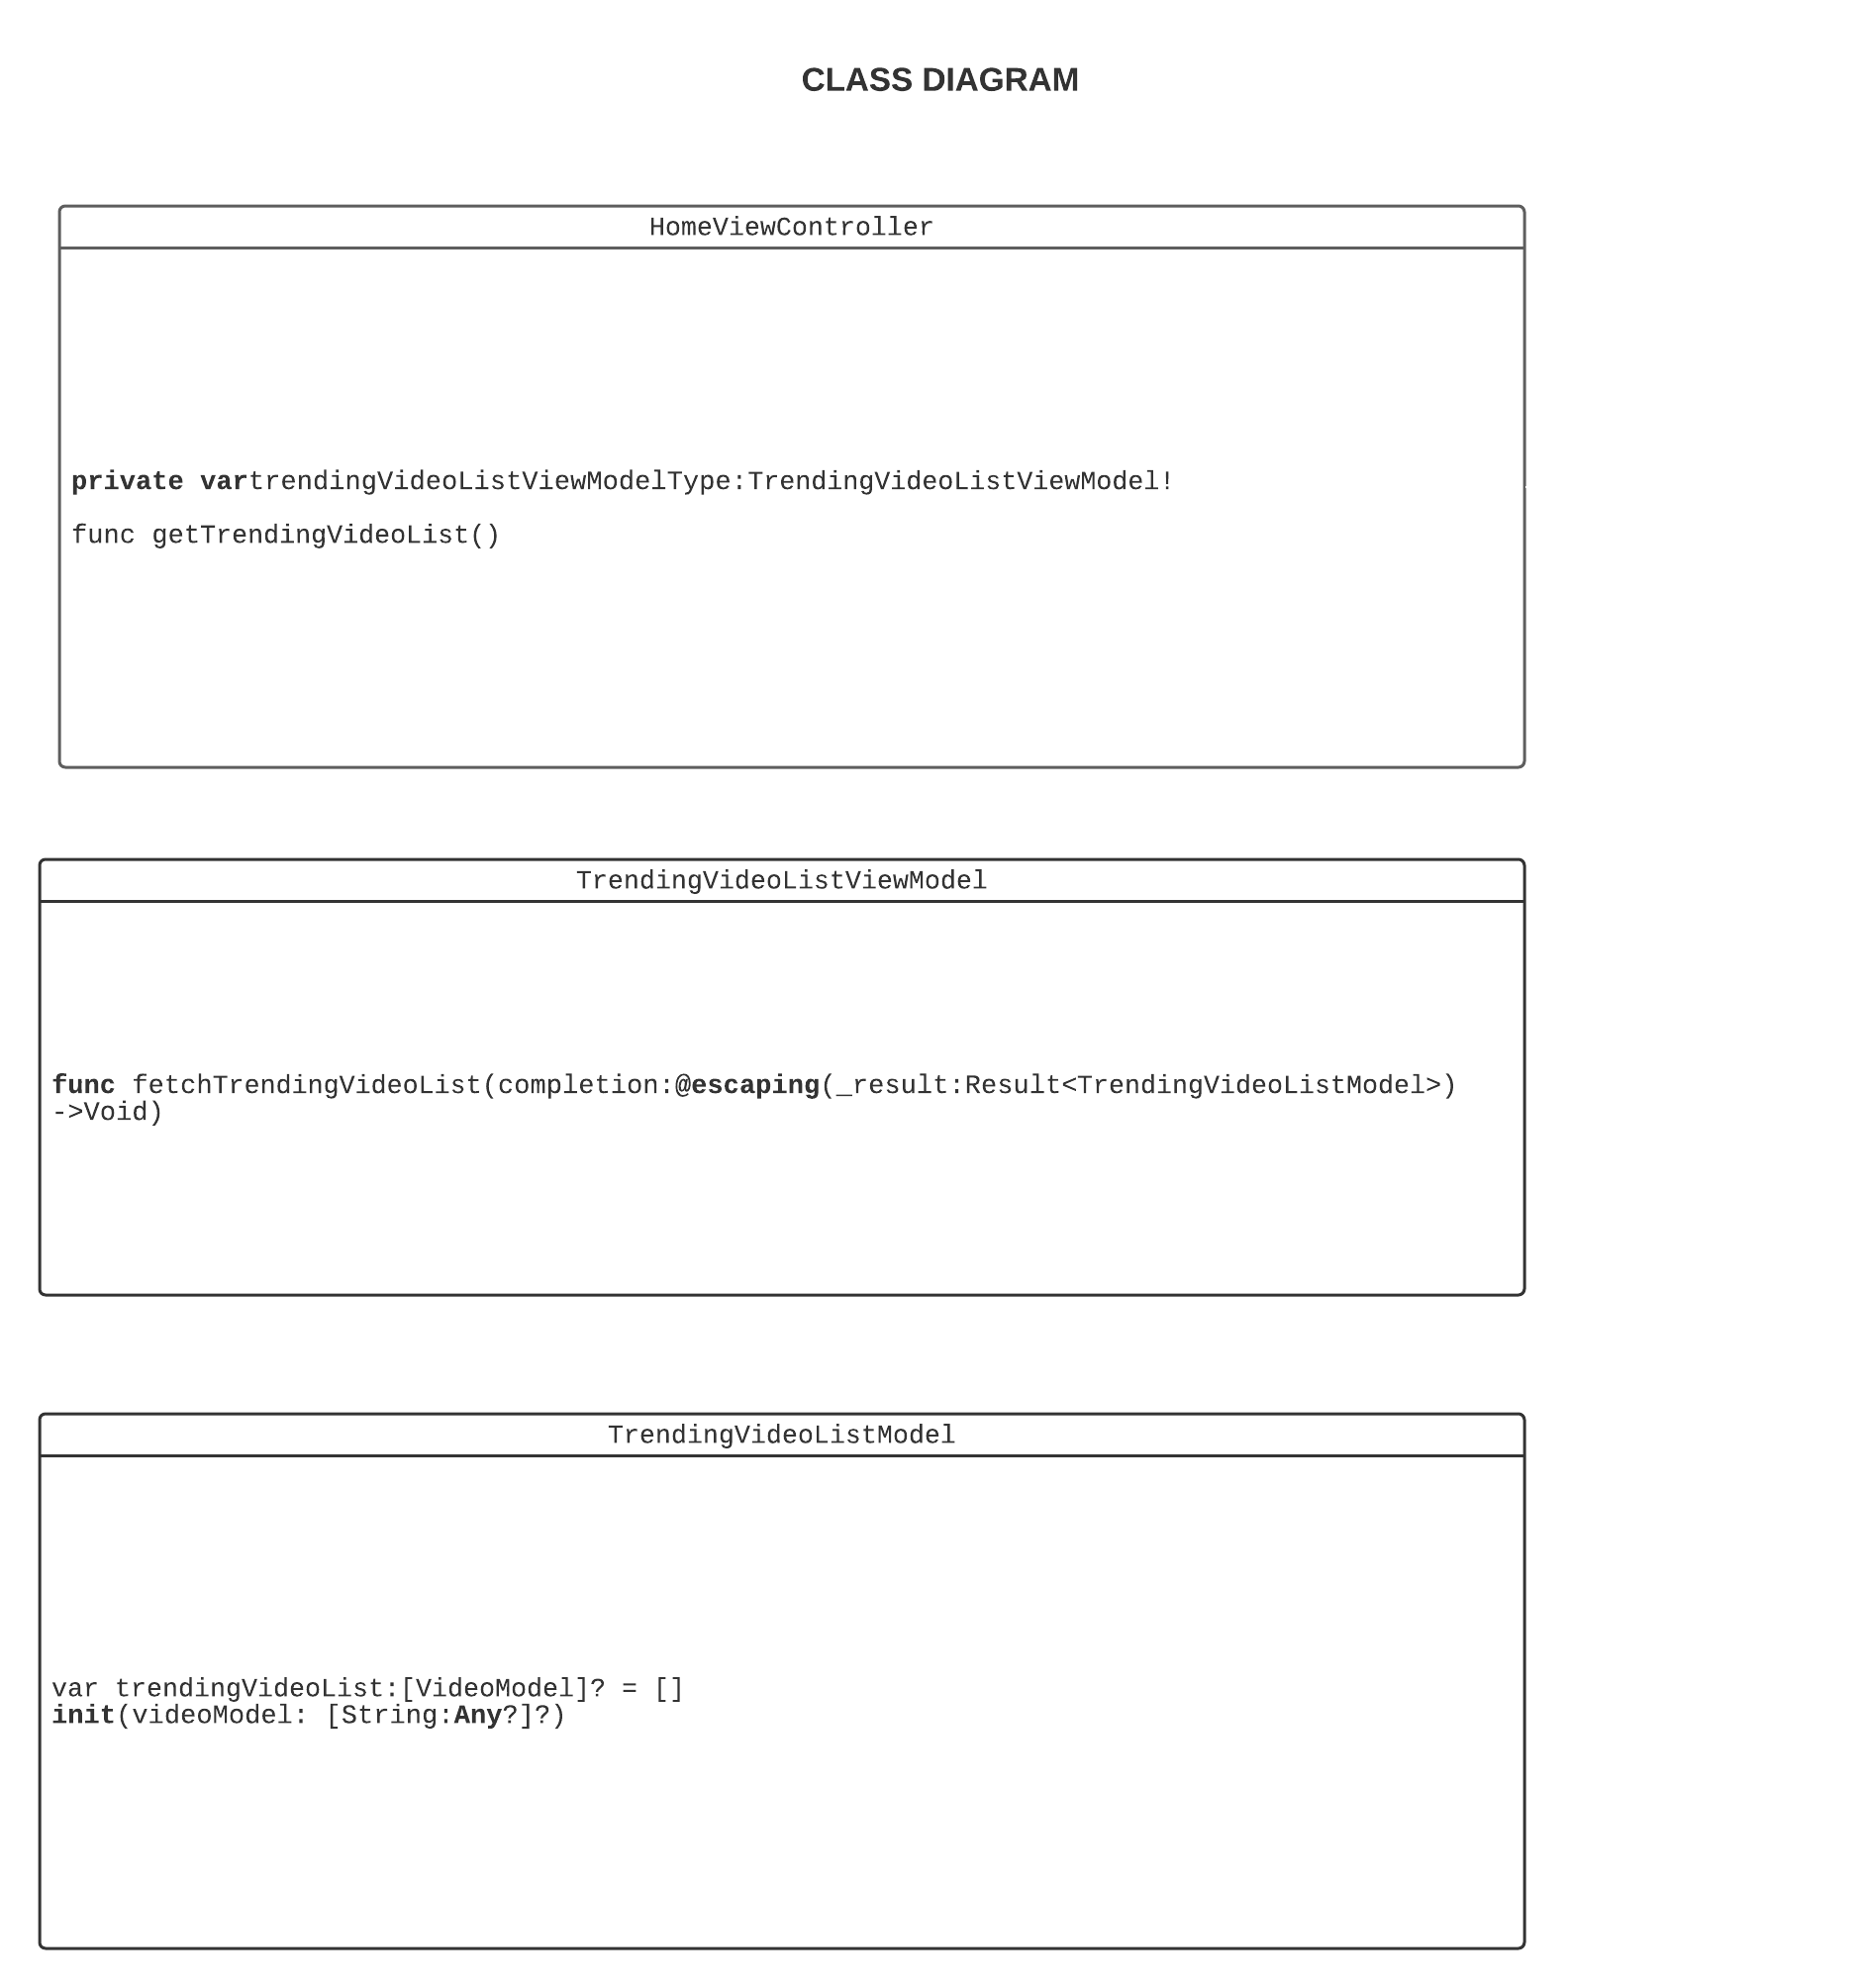 CLASS DIAGRAM
HomeViewController
private vartrendingVideoListViewModelType:TrendingVideoListViewModel!
func getTrendingVideoList()
TrendingVideoListViewModel
func fetchTrendingVideoList(completion:@escaping(_result:Result<TrendingVideoListModel>)
->Void)
TrendingVideoListModel
var trendingVideoList:[VideoModel]? = []
init(videoModel: [String:Any?]?)